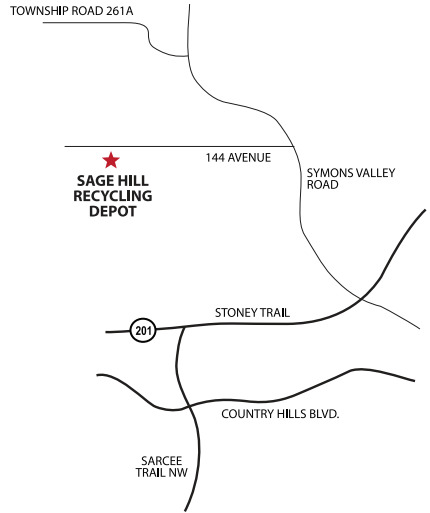 TOWNSHIP ROAD 261A
144 AVENUE
SAGE HILL
RECYCLING
DEPOT
SYMONS VALLEY
ROAD
STONEY TRAIL
201
COUNTRY HILLS BLVD.
SARCEE
TRAIL NW